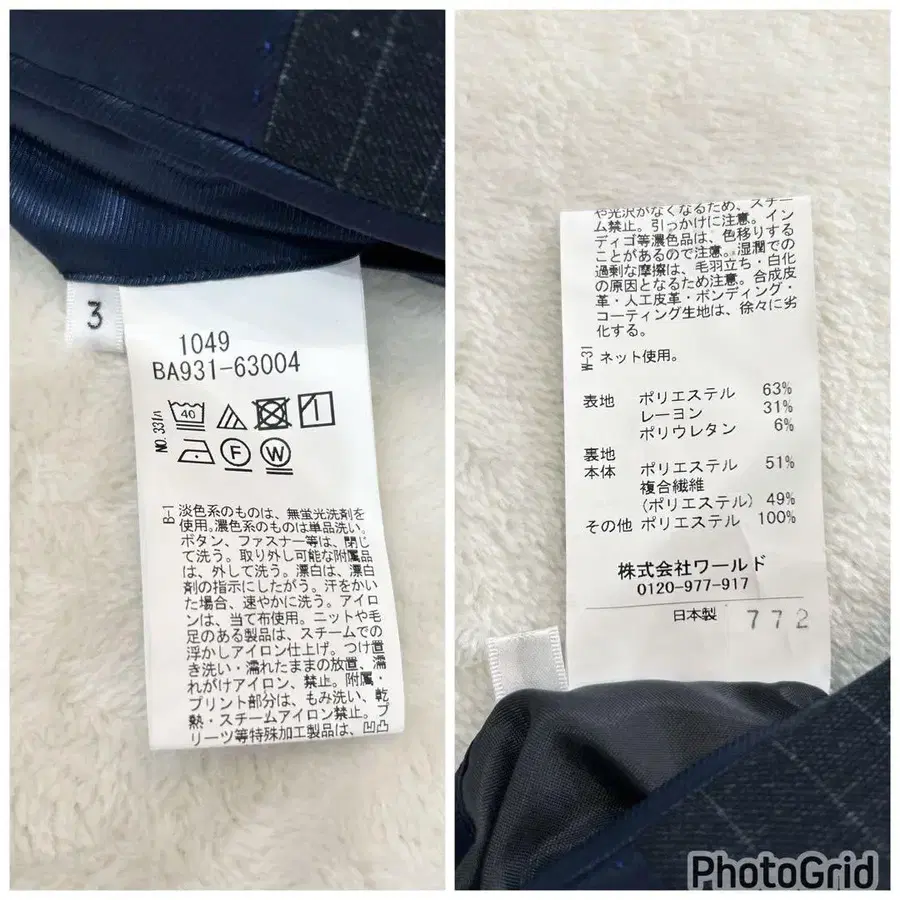 3
1049
BA931-63004
NO.331ハ
40
F
W
B-1
淡色系のものは、無蛍光洗剤を
使用。濃色系のものは単品洗い。
ボタン、ファスナー等は、閉じ
て洗う。取り外し可能な附属品
は、外して洗う。漂白は、漂白
剤の指示にしたがう。汗をかい
た場合、速やかに洗う。アイロ
ンは、当て布使用。ニットや毛
足のある製品は、スチームでの
浮かしアイロン仕上げ。つけ置
き洗い・濡れたままの放置、濡
れがけアイロン、禁止。附属・
プリント部分は、もみ洗い、乾
熱・スチームアイロン禁止。プ
リーツ等特殊加工製品は、凹凸
や光沢がなくなるため、スチー
ム禁止。引っかけに注意。イン
ディゴ等濃色品は、色移りする
ことがあるので注意。湿潤での
過剰な摩擦は、毛羽立ち・白化
の原因となるため注意。合成皮
革・人工皮革・ボンディング・
コーティング生地は、徐々に劣
化する。
W-31 ネット使用。
表地 ポリエステル 63%
レーヨン 31%
ポリウレタン 6%
裏地
本体 ポリエステル 51%
複合繊維
(ポリエステル) 49%
その他 ポリエステル 100%
株式会社ワールド
0120-977-917
日本製 772
PhotoGrid